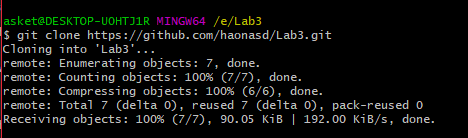 asket@DESKTOP-UOHTJ1R MINGW64 /e/Lab3
$ git clone https://github.com/haonasd/Lab3.git
Cloning into 'Lab3'...
remote: Enumerating objects: 7, done.
remote: Counting objects: 100% (7/7), done.
remote: Compressing objects: 100% (6/6), done.
remote: Total 7 (delta 0), reused 7 (delta 0), pack-reused 0
Receiving objects: 100% (7/7), 90.05 KiB | 192.00 KiB/s, done.